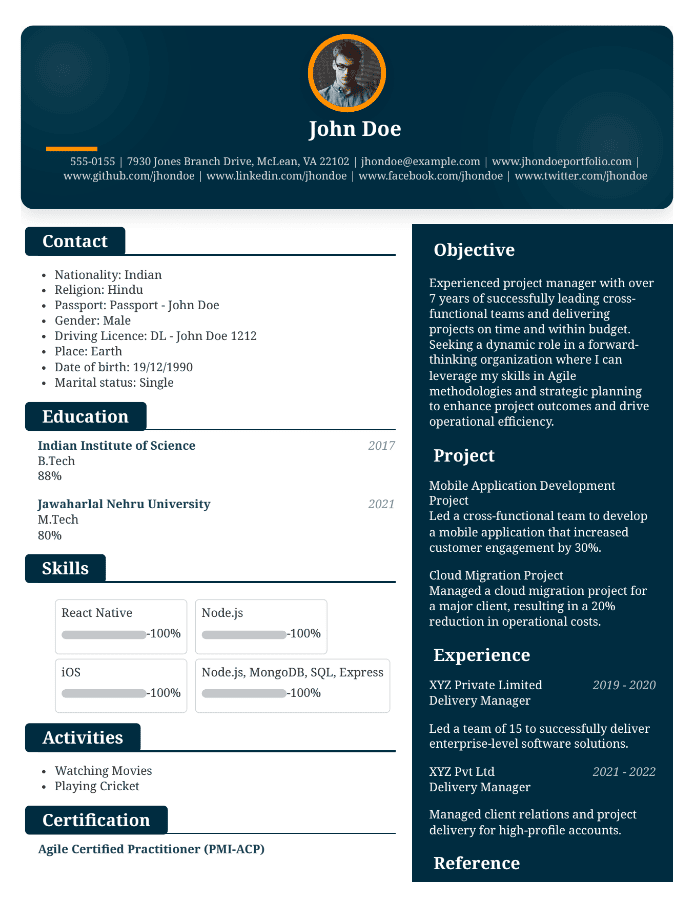 John Doe
555-0155 | 7930 Jones Branch Drive, McLean, VA 22102 | jhondoe@example.com | www.jhondoeportfolio.com |
www.github.com/jhondoe | www.linkedin.com/jhondoe | www.facebook.com/jhondoe | www.twitter.com/jhondoe
Contact
• Nationality: Indian
• Religion: Hindu
• Passport: Passport - John Doe
• Gender: Male
• Driving Licence: DL - John Doe 1212
• Place: Earth
• Date of birth: 19/12/1990
• Marital status: Single
Education
Indian Institute of Science 2017
B.Tech
88%
Jawaharlal Nehru University 2021
M.Tech
80%
Skills
React Native
-100%
Node.js
-100%
iOS
-100%
Node.js, MongoDB, SQL, Express
-100%
Activities
• Watching Movies
• Playing Cricket
Certification
Agile Certified Practitioner (PMI-ACP)
Objective
Experienced project manager with over
7 years of successfully leading cross-
functional teams and delivering
projects on time and within budget.
Seeking a dynamic role in a forward-
thinking organization where I can
leverage my skills in Agile
methodologies and strategic planning
to enhance project outcomes and drive
operational efficiency.
Project
Mobile Application Development
Project
Led a cross-functional team to develop
a mobile application that increased
customer engagement by 30%.
Cloud Migration Project
Managed a cloud migration project for
a major client, resulting in a 20%
reduction in operational costs.
Experience
XYZ Private Limited 2019 - 2020
Delivery Manager
Led a team of 15 to successfully deliver
enterprise-level software solutions.
XYZ Pvt Ltd 2021 - 2022
Delivery Manager
Managed client relations and project
delivery for high-profile accounts.
Reference